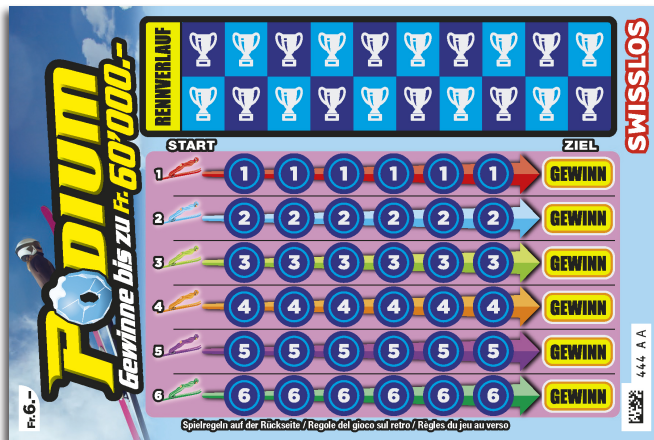 PODIUM
Gewinne bis zu Fr. 60'000.-
Fr. 6.–
RENNVERLAUF
SWISSLOS
START ZIEL
1 1 1 1 1 1 1 GEWINN
2 2 2 2 2 2 2 GEWINN
3 3 3 3 3 3 3 GEWINN
4 4 4 4 4 4 4 GEWINN
5 5 5 5 5 5 5 GEWINN
6 6 6 6 6 6 6 GEWINN
444 A A
Spielregeln auf der Rückseite / Regole del gioco sul retro / Règles du jeu au verso